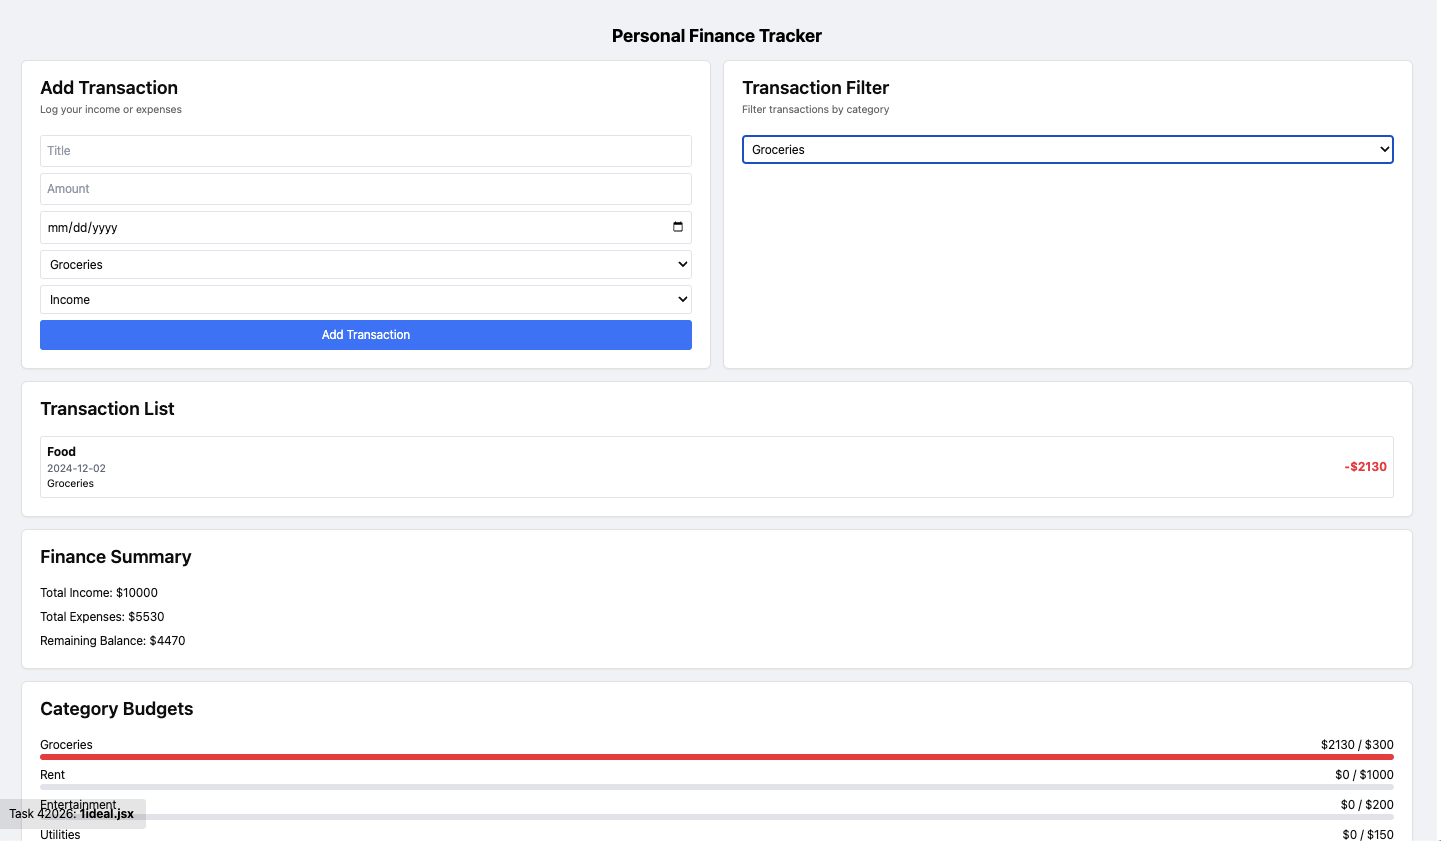 Personal Finance Tracker
Add Transaction
Log your income or expenses
Title
Amount
mm/dd/yyyy
Groceries
Income
Add Transaction
Transaction Filter
Filter transactions by category
Groceries
Transaction List
Food
2024-12-02
Groceries
-$2130
Finance Summary
Total Income: $10000
Total Expenses: $5530
Remaining Balance: $4470
Category Budgets
Groceries $2130 / $300
Rent $0 / $1000
Entertainment $0 / $200
Task 42026: 1ideal.jsx
Utilities $0 / $150